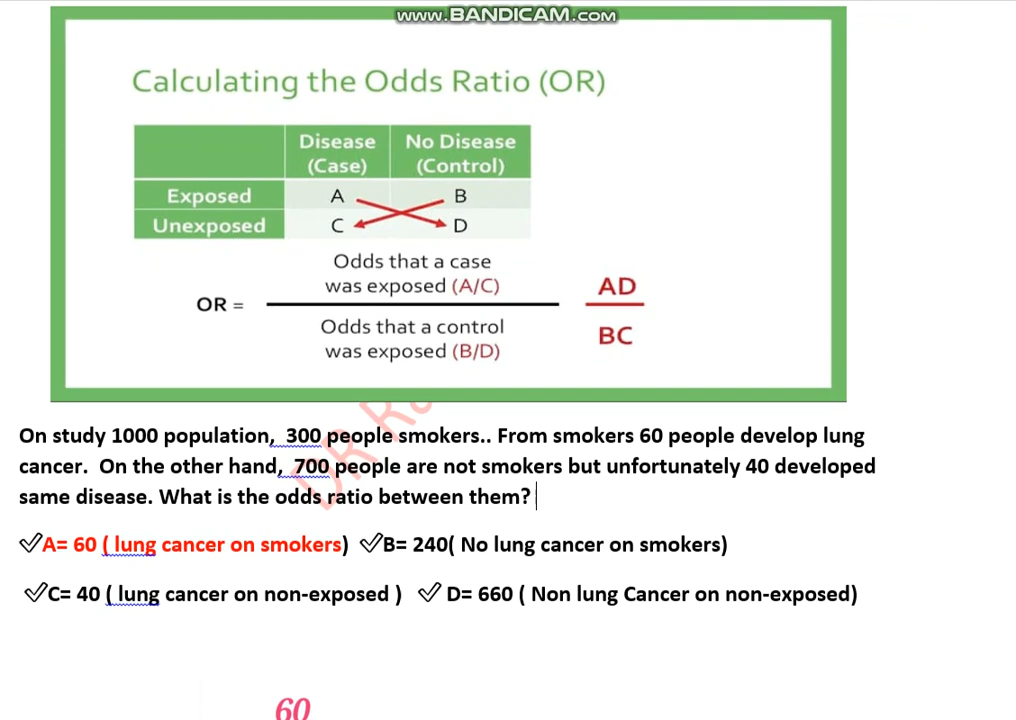 www.BANDICAM.com
Calculating the Odds Ratio (OR)
Disease (Case) No Disease (Control)
Exposed A B
Unexposed C D
Odds that a case
was exposed (A/C)
OR =
Odds that a control
was exposed (B/D)
AD
BC
On study 1000 population, 300 people smokers.. From smokers 60 people develop lung
cancer. On the other hand, 700 people are not smokers but unfortunately 40 developed
same disease. What is the odds ratio between them?
A= 60 ( lung cancer on smokers) B= 240( No lung cancer on smokers)
C= 40 ( lung cancer on non-exposed ) D= 660 ( Non lung Cancer on non-exposed)
60